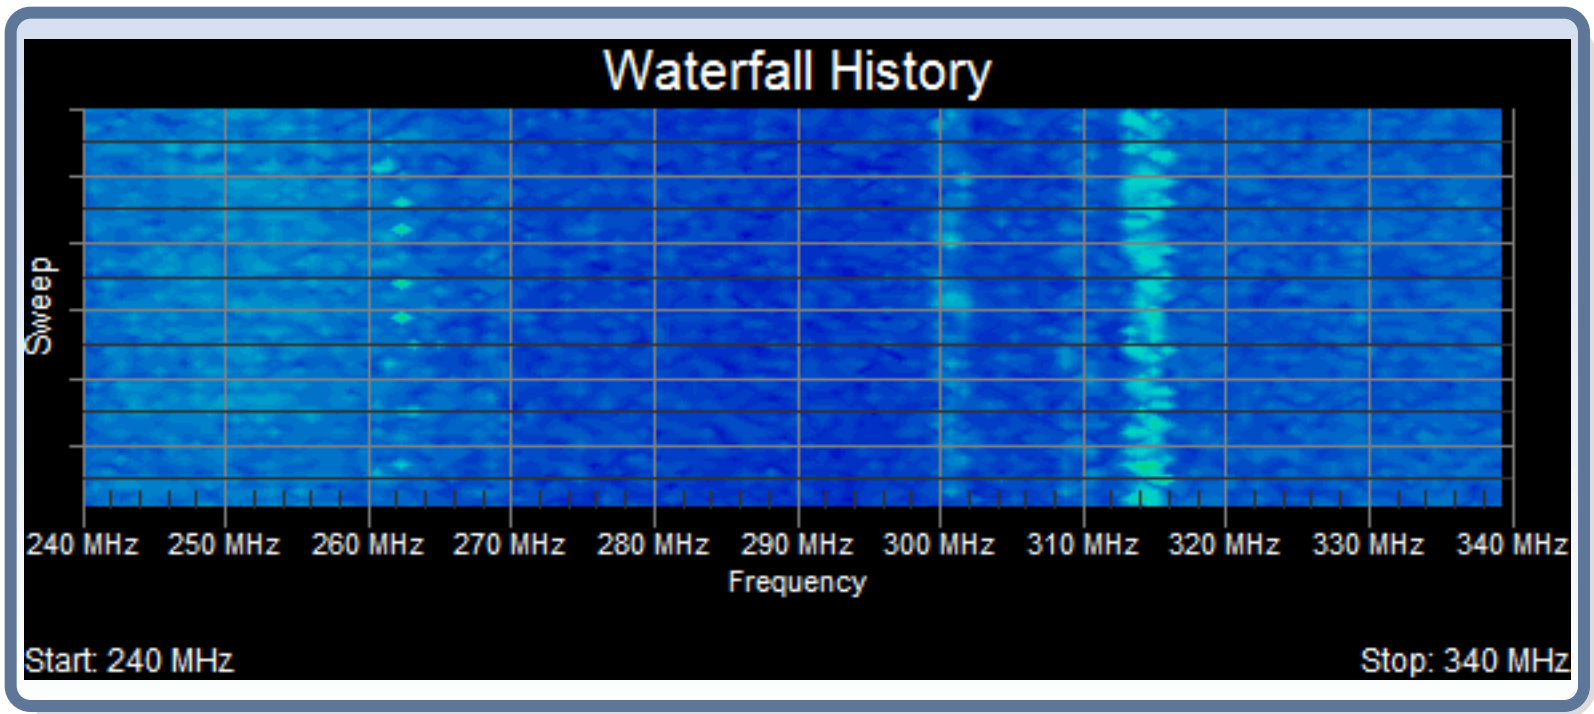 Waterfall History
Sweep
240 MHz 250 MHz 260 MHz 270 MHz 280 MHz 290 MHz 300 MHz 310 MHz 320 MHz 330 MHz 340 MHz
Frequency
Start: 240 MHz Stop: 340 MHz